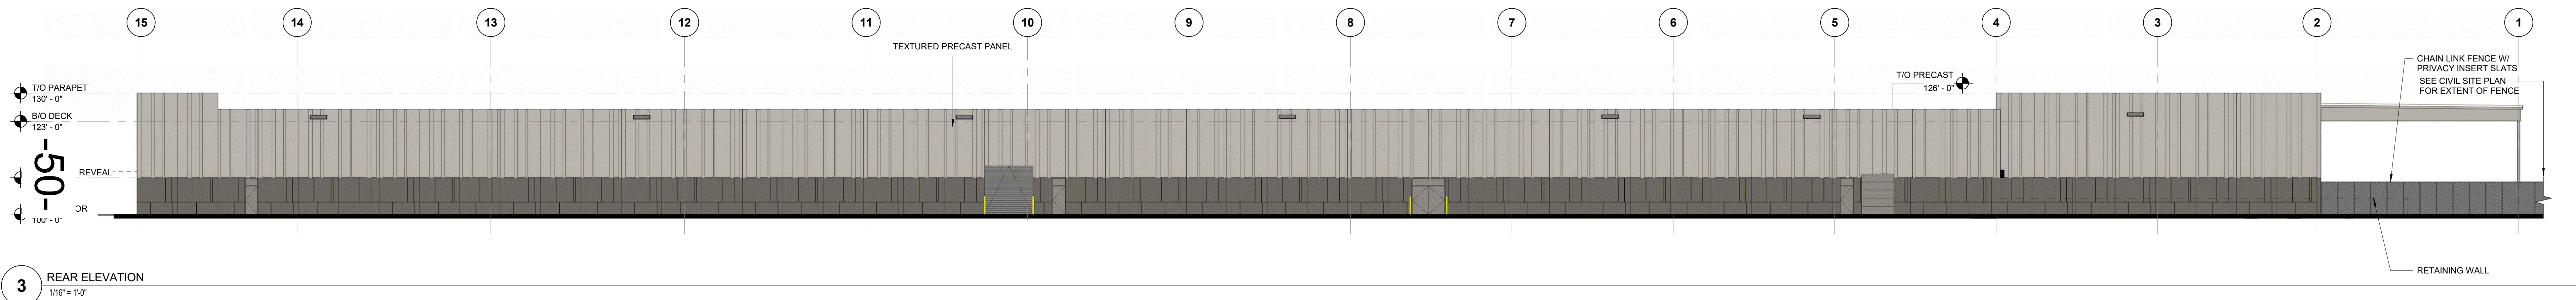 15 14 13 12 11 10 9 8 7 6 5 4 3 2 1
TEXTURED PRECAST PANEL
CHAIN LINK FENCE W/
PRIVACY INSERT SLATS
SEE CIVIL SITE PLAN
FOR EXTENT OF FENCE
T/O PRECAST
126' - 0"
T/O PARAPET
130' - 0"
B/O DECK
123' - 0"
-50-
REVEAL
OR
100' - 0"
RETAINING WALL
3 REAR ELEVATION
1/16" = 1'-0"